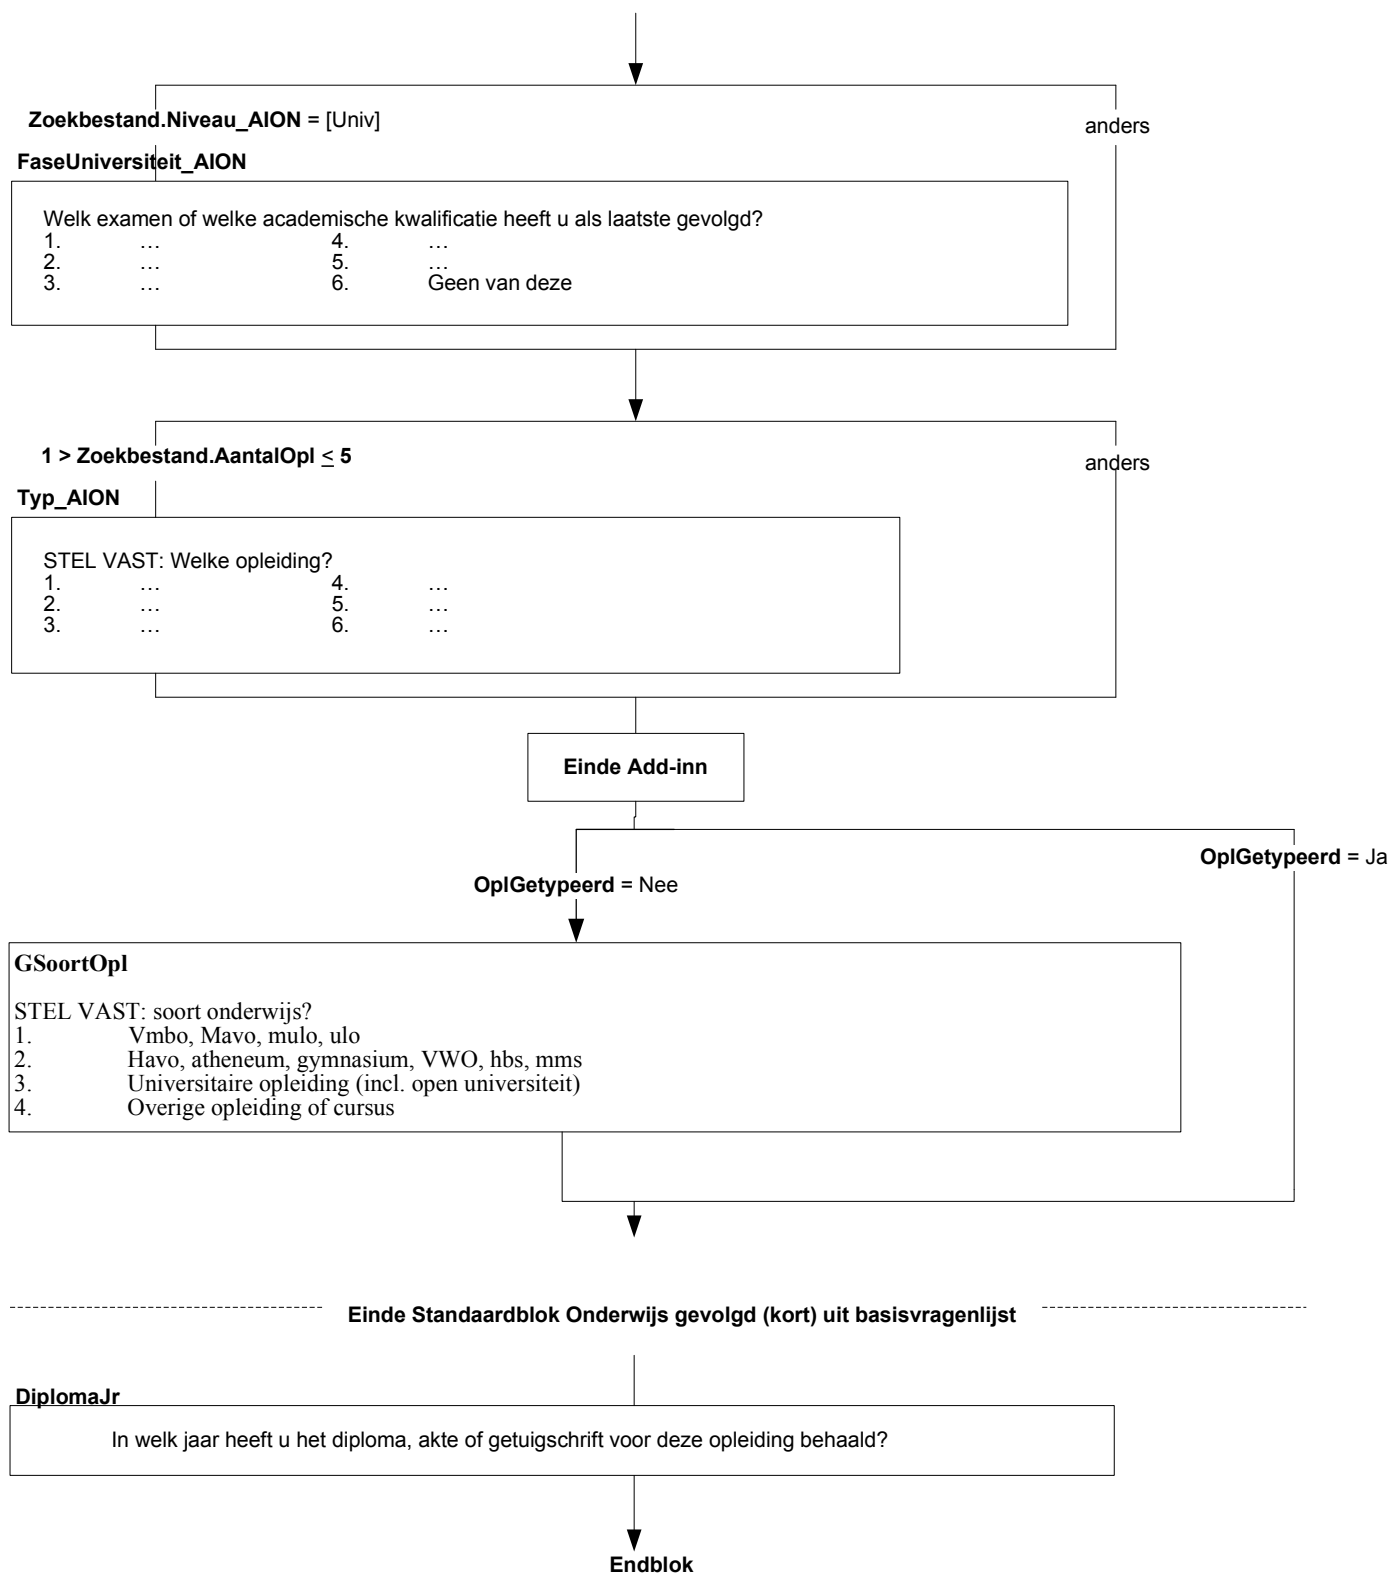 Zoekbestand.Niveau_AION = [Univ]
anders
FaseUniversiteit_AION
Welk examen of welke academische kwalificatie heeft u als laatste gevolgd?
1. … 4. …
2. … 5. …
3. … 6. Geen van deze
1 > Zoekbestand.AantalOpl ≤ 5
anders
Typ_AION
STEL VAST: Welke opleiding?
1. … 4. …
2. … 5. …
3. … 6. …
Einde Add-inn
OplGetypeerd = Ja
OplGetypeerd = Nee
GSoortOpl
STEL VAST: soort onderwijs?
1. Vmbo, Mavo, mulo, ulo
2. Havo, atheneum, gymnasium, VWO, hbs, mms
3. Universitaire opleiding (incl. open universiteit)
4. Overige opleiding of cursus
Einde Standaardblok Onderwijs gevolgd (kort) uit basisvragenlijst
DiplomaJr
In welk jaar heeft u het diploma, akte of getuigschrift voor deze opleiding behaald?
Endblok